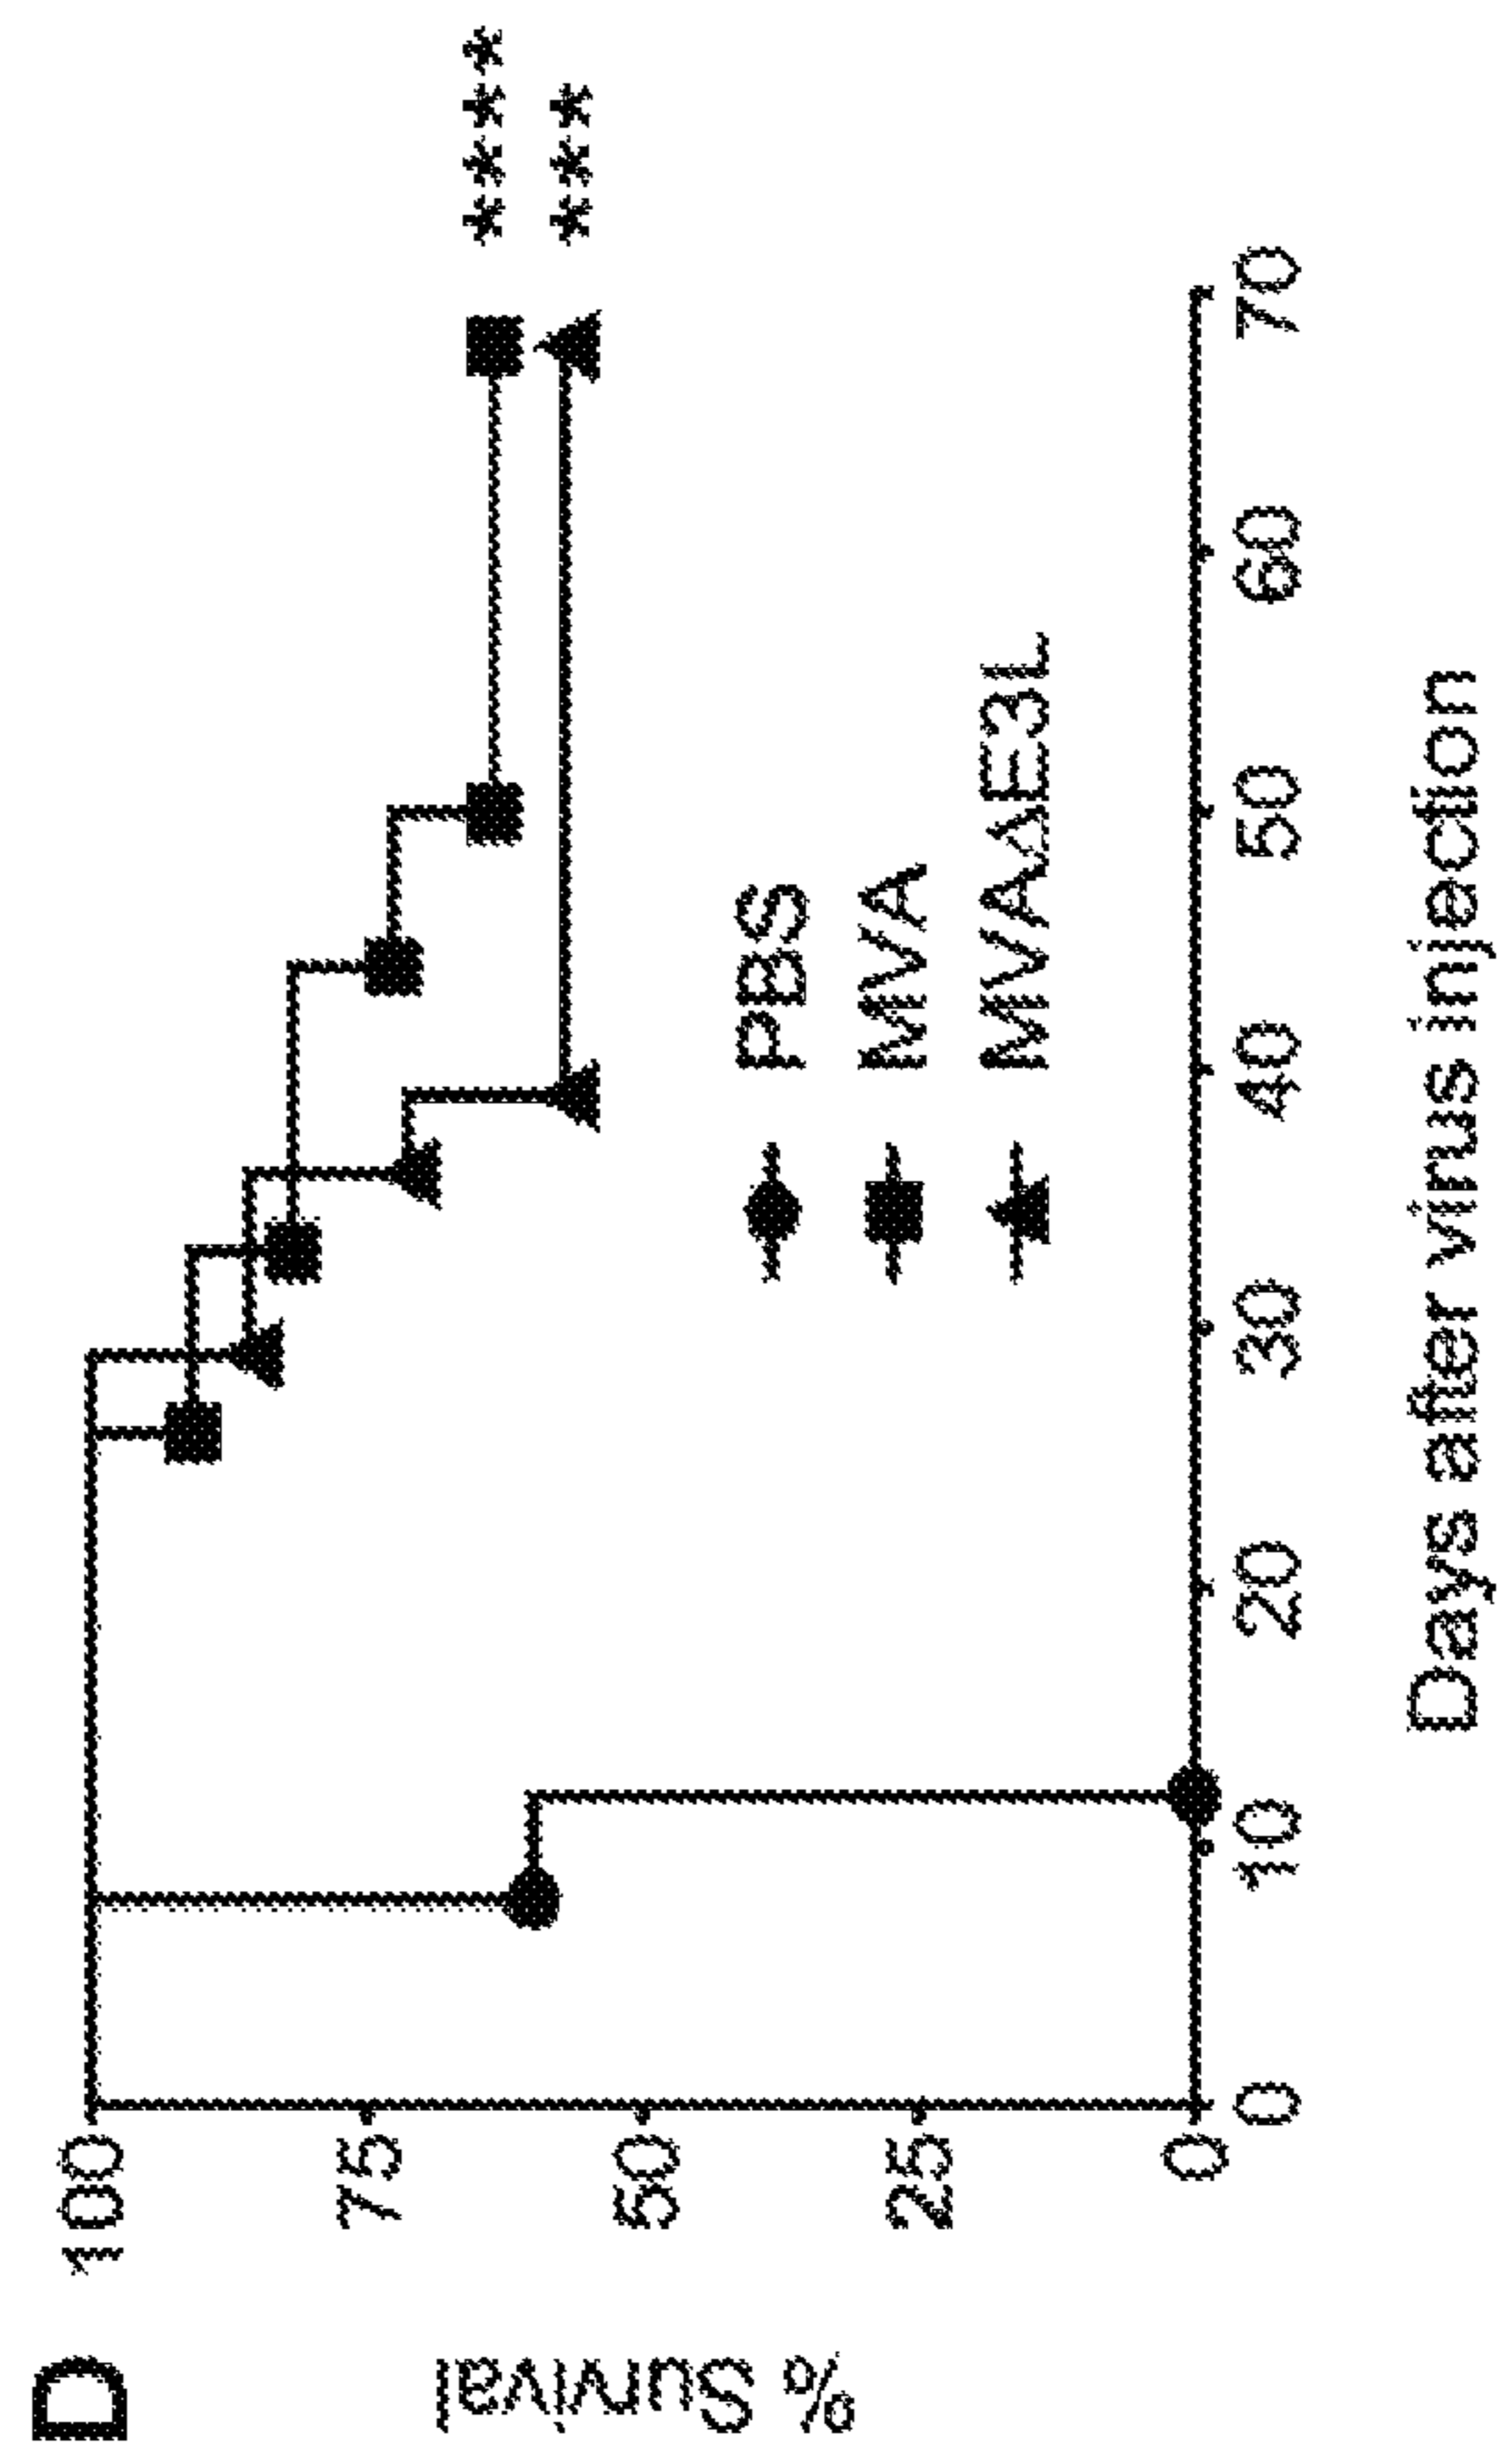 D
% Survival
100
75
50
25
0
****
***
PBS
MVA
MVAΔE3L
0 10 20 30 40 50 60 70
Days after virus injection